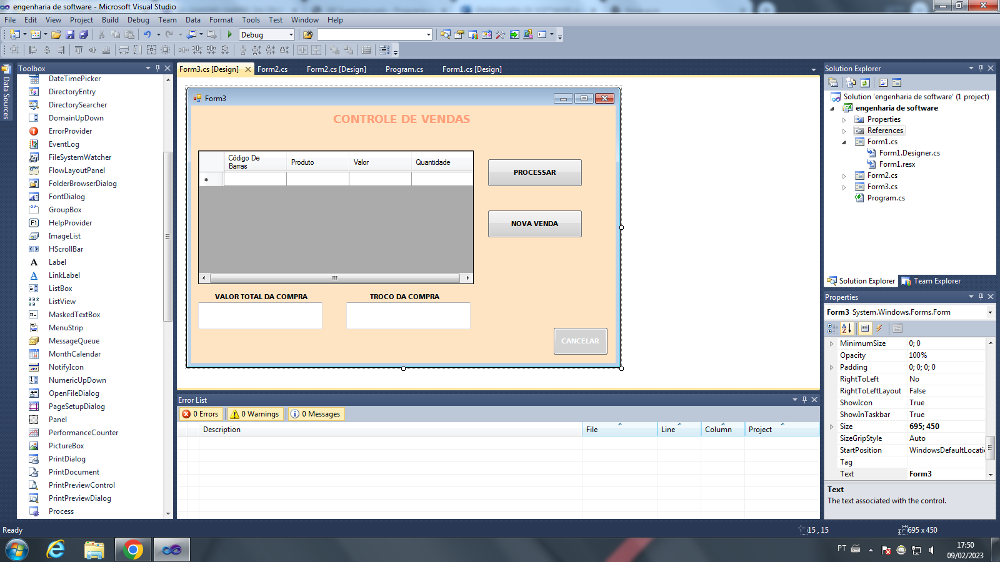 engenharia de software - Microsoft Visual Studio
File Edit View Project Build Debug Team Data Format Tools Test Window Help
Debug
Data Sources
Toolbox
DateTimePicker
DirectoryEntry
DirectorySearcher
DomainUpDown
ErrorProvider
EventLog
FileSystemWatcher
FlowLayoutPanel
FolderBrowserDialog
FontDialog
GroupBox
HelpProvider
ImageList
HScrollBar
Label
LinkLabel
ListBox
ListView
MaskedTextBox
MenuStrip
MessageQueue
MonthCalendar
NotifyIcon
NumericUpDown
OpenFileDialog
PageSetupDialog
Panel
PerformanceCounter
PictureBox
PrintDialog
PrintDocument
PrintPreviewControl
PrintPreviewDialog
Process
Form3.cs [Design] Form2.cs Form2.cs [Design] Program.cs Form1.cs [Design]
Form3
CONTROLE DE VENDAS
Código De Barras Produto Valor Quantidade
PROCESSAR
NOVA VENDA
VALOR TOTAL DA COMPRA TROCO DA COMPRA
CANCELAR
Error List
0 Errors 0 Warnings 0 Messages
Description File Line Column Project
Solution Explorer
Solution 'engenharia de software' (1 project)
engenharia de software
Properties
References
Form1.cs
Form1.Designer.cs
Form1.resx
Form2.cs
Form3.cs
Program.cs
Solution Explorer Team Explorer
Properties
Form3 System.Windows.Forms.Form
MinimumSize 0; 0
Opacity 100%
Padding 0; 0; 0; 0
RightToLeft No
RightToLeftLayout False
ShowIcon True
ShowInTaskbar True
Size 695; 450
SizeGripStyle Auto
StartPosition WindowsDefaultLocati
Tag
Text Form3
Text
The text associated with the control.
Ready 15 , 15 695 x 450
PT 17:50
09/02/2023